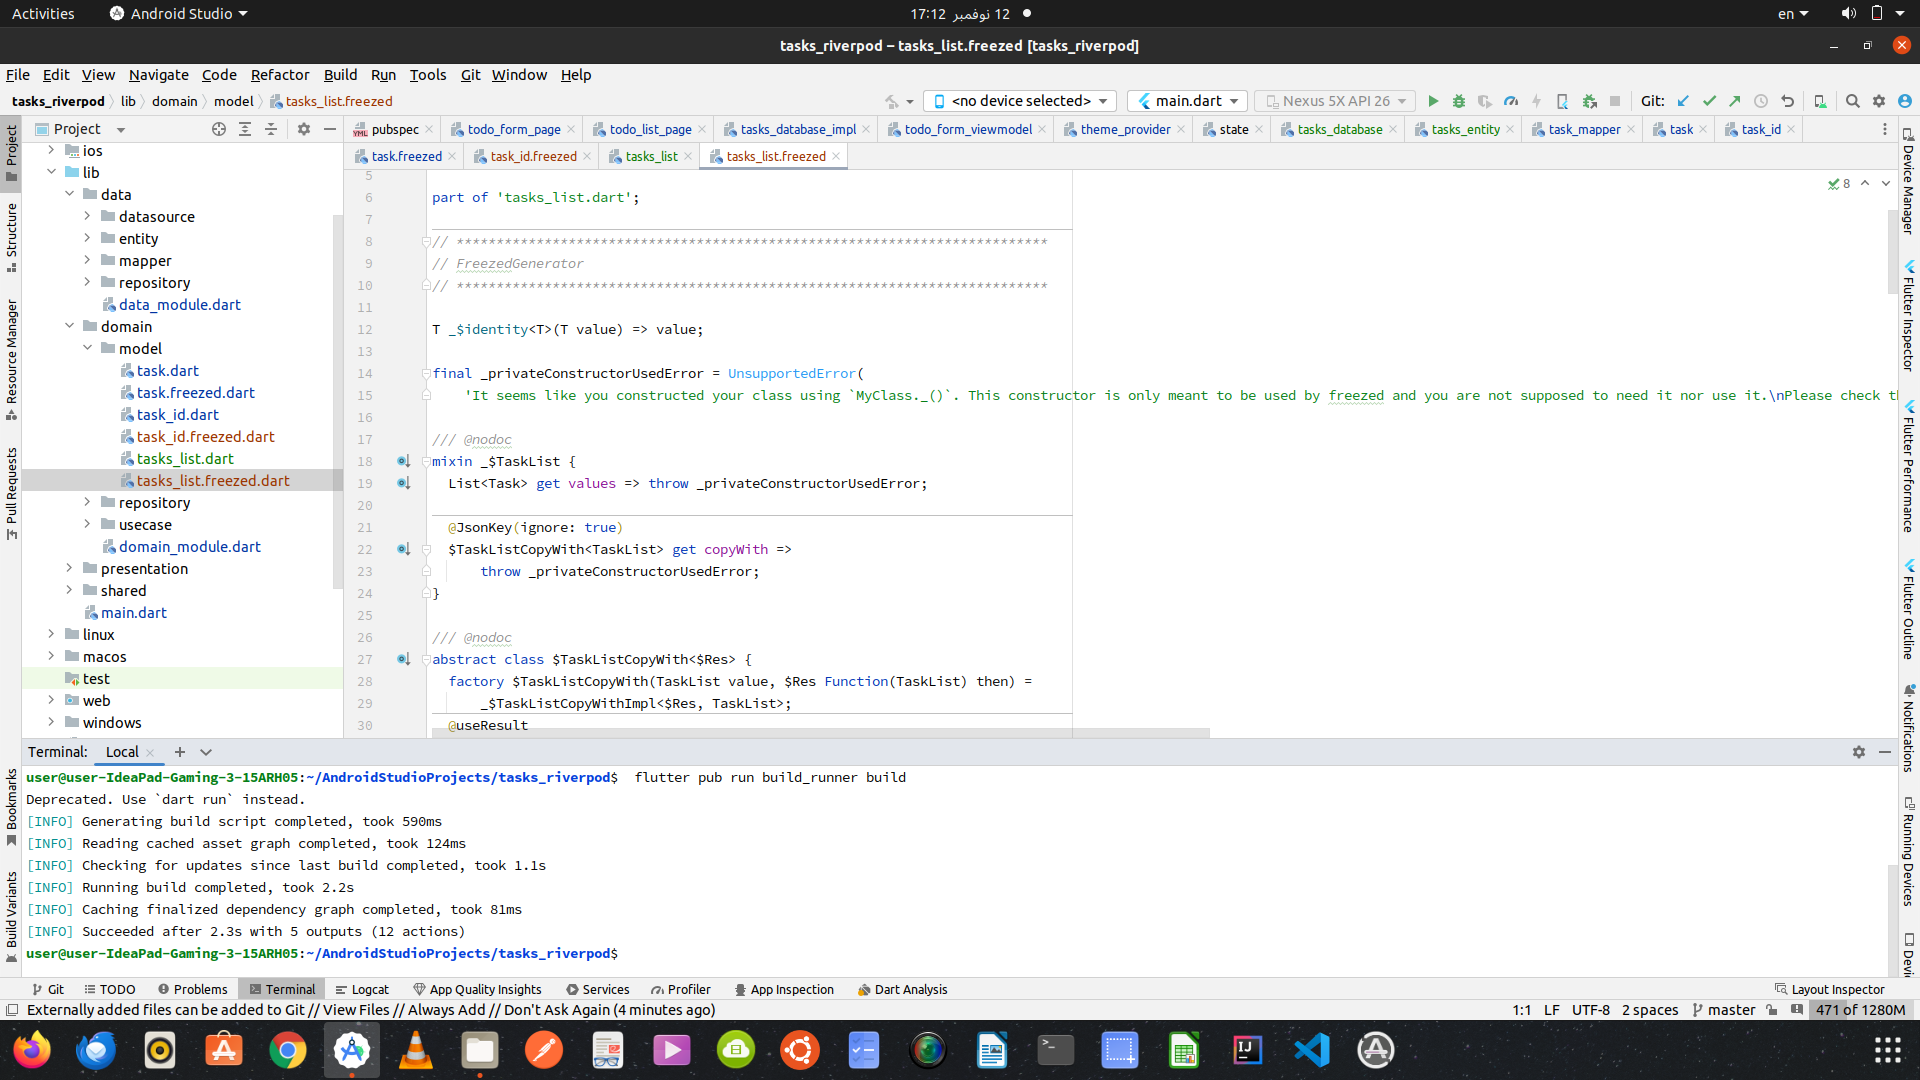 Activities
Android Studio
12 نوفمبر 17:12
en
tasks_riverpod – tasks_list.freezed [tasks_riverpod]
File Edit View Navigate Code Refactor Build Run Tools Git Window Help
tasks_riverpod lib domain model tasks_list.freezed
<no device selected> main.dart Nexus 5X API 26 Git:
Project
pubspec todo_form_page todo_list_page tasks_database_impl todo_form_viewmodel theme_provider state tasks_database tasks_entity task_mapper task task_id
task.freezed task_id.freezed tasks_list tasks_list.freezed
Project
Structure
Resource Manager
Pull Requests
Bookmarks
Build Variants
ios
lib
data
datasource
entity
mapper
repository
data_module.dart
domain
model
task.dart
task.freezed.dart
task_id.dart
task_id.freezed.dart
tasks_list.dart
tasks_list.freezed.dart
repository
usecase
domain_module.dart
presentation
shared
main.dart
linux
macos
test
web
windows
8
5
6 part of 'tasks_list.dart';
7
8 // **************************************************************************
9 // FreezedGenerator
10 // **************************************************************************
11
12 T _$identity<T>(T value) => value;
13
14 final _privateConstructorUsedError = UnsupportedError(
15 'It seems like you constructed your class using `MyClass._()`. This constructor is only meant to be used by freezed and you are not supposed to need it nor use it.\nPlease check th
16
17 /// @nodoc
18 mixin _$TaskList {
19 List<Task> get values => throw _privateConstructorUsedError;
20
21 @JsonKey(ignore: true)
22 $TaskListCopyWith<TaskList> get copyWith =>
23 throw _privateConstructorUsedError;
24 }
25
26 /// @nodoc
27 abstract class $TaskListCopyWith<$Res> {
28 factory $TaskListCopyWith(TaskList value, $Res Function(TaskList) then) =
29 _$TaskListCopyWithImpl<$Res, TaskList>;
30 @useResult
Device Manager
Flutter Inspector
Flutter Performance
Flutter Outline
Notifications
Running Devices
Devi
Terminal: Local
user@user-IdeaPad-Gaming-3-15ARH05:~/AndroidStudioProjects/tasks_riverpod$ flutter pub run build_runner build
Deprecated. Use `dart run` instead.
[INFO] Generating build script completed, took 590ms
[INFO] Reading cached asset graph completed, took 124ms
[INFO] Checking for updates since last build completed, took 1.1s
[INFO] Running build completed, took 2.2s
[INFO] Caching finalized dependency graph completed, took 81ms
[INFO] Succeeded after 2.3s with 5 outputs (12 actions)
user@user-IdeaPad-Gaming-3-15ARH05:~/AndroidStudioProjects/tasks_riverpod$
Git TODO Problems Terminal Logcat App Quality Insights Services Profiler App Inspection Dart Analysis Layout Inspector
Externally added files can be added to Git // View Files // Always Add // Don't Ask Again (4 minutes ago) 1:1 LF UTF-8 2 spaces master 471 of 1280M